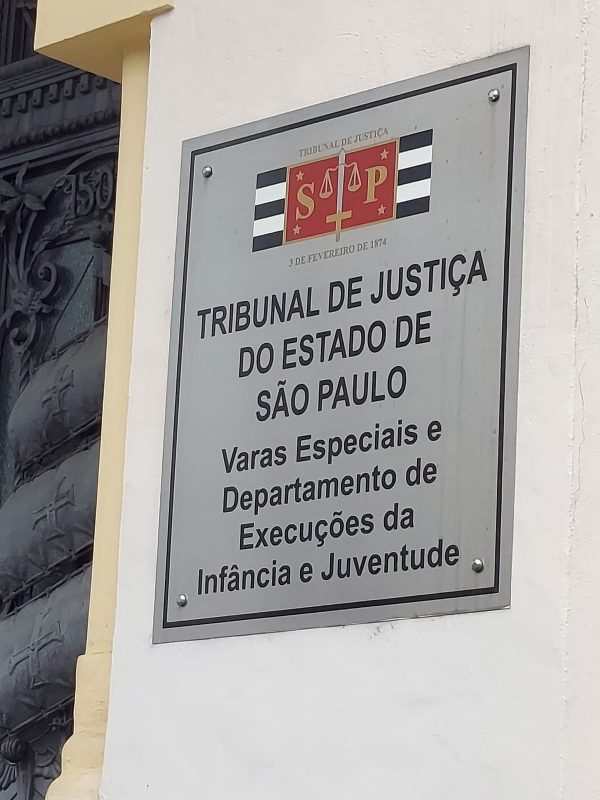 150
TRIBUNAL DE JUSTIÇA
S P
3 DE FEVEREIRO DE 1874
TRIBUNAL DE JUSTIÇA
DO ESTADO DE
SÃO PAULO
Varas Especiais e
Departamento de
Execuções da
Infância e Juventude